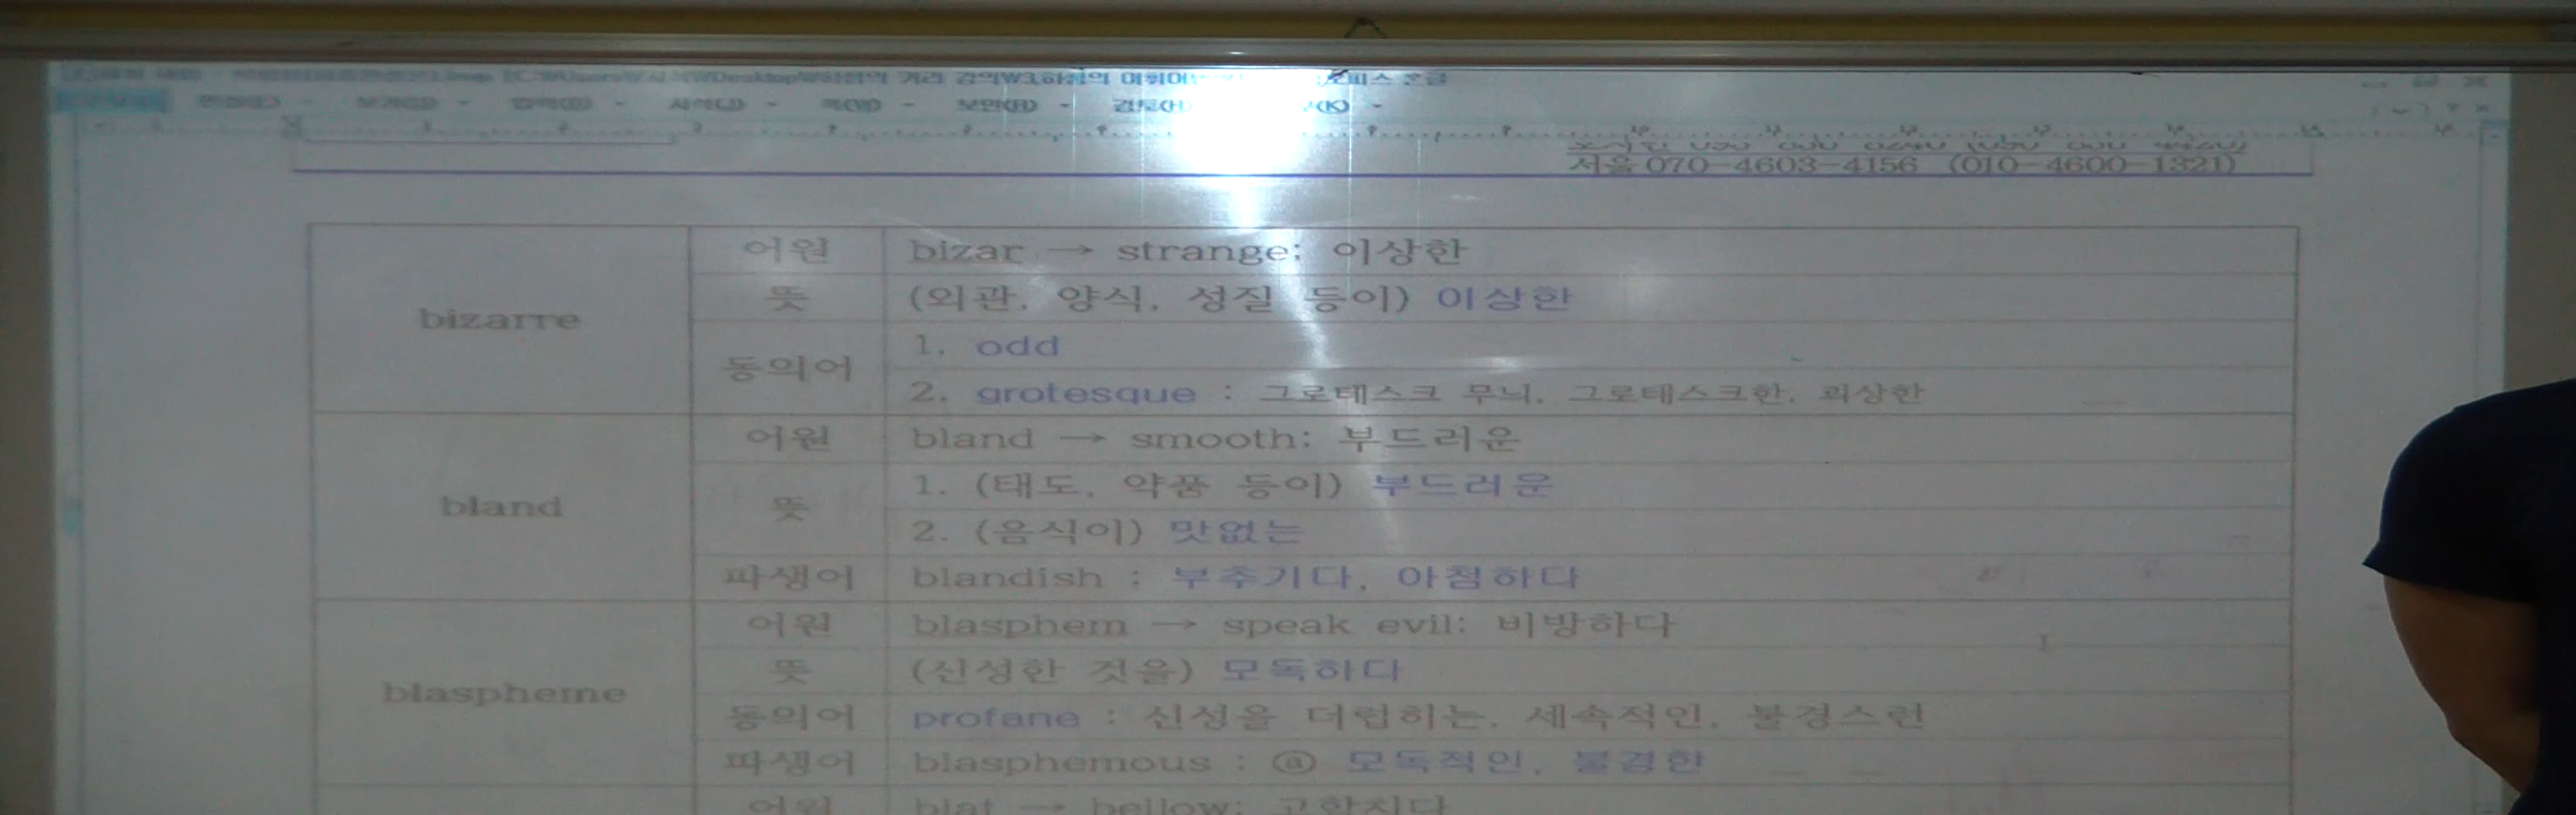 서울 070-4603-4156 (010-4600-1321)
어원 bizar → strange; 이상한
뜻 (외관, 양식, 성질 등이) 이상한
bizarre
동의어 1. odd
2. grotesque : 그로테스크 무늬, 그로테스크한, 괴상한
어원 bland → smooth; 부드러운
bland
뜻 1. (태도, 약품 등이) 부드러운
2. (음식이) 맛없는
파생어 blandish : 부추기다, 아첨하다
어원 blasphem → speak evil; 비방하다
뜻 (신성한 것을) 모독하다
blaspheme
동의어 profane : 신성을 더럽히는, 세속적인, 불경스런
파생어 blasphemous : ⓐ 모독적인, 불경한
어원 blat → bellow; 고함치다